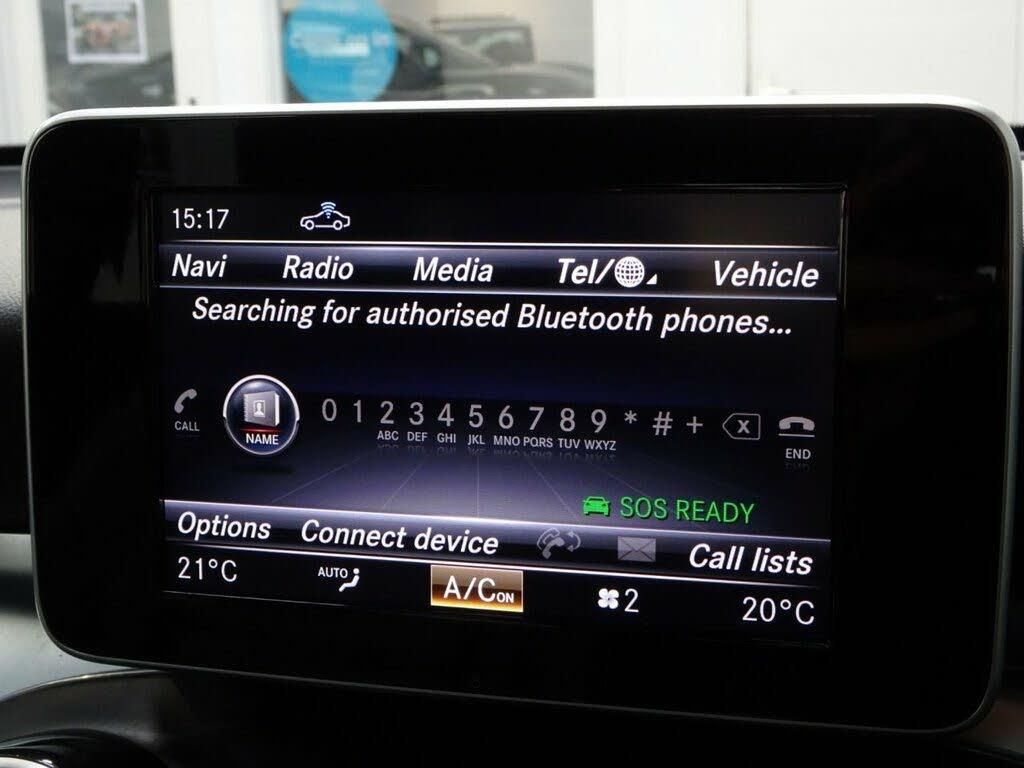 15:17
Navi Radio Media Tel/ Vehicle
Searching for authorised Bluetooth phones...
CALL NAME 0 1 2 3 4 5 6 7 8 9 * # + X END
ABC DEF GHI JKL MNO PQRS TUV WXYZ
SOS READY
Options Connect device Call lists
21°C AUTO A/C ON 2 20°C